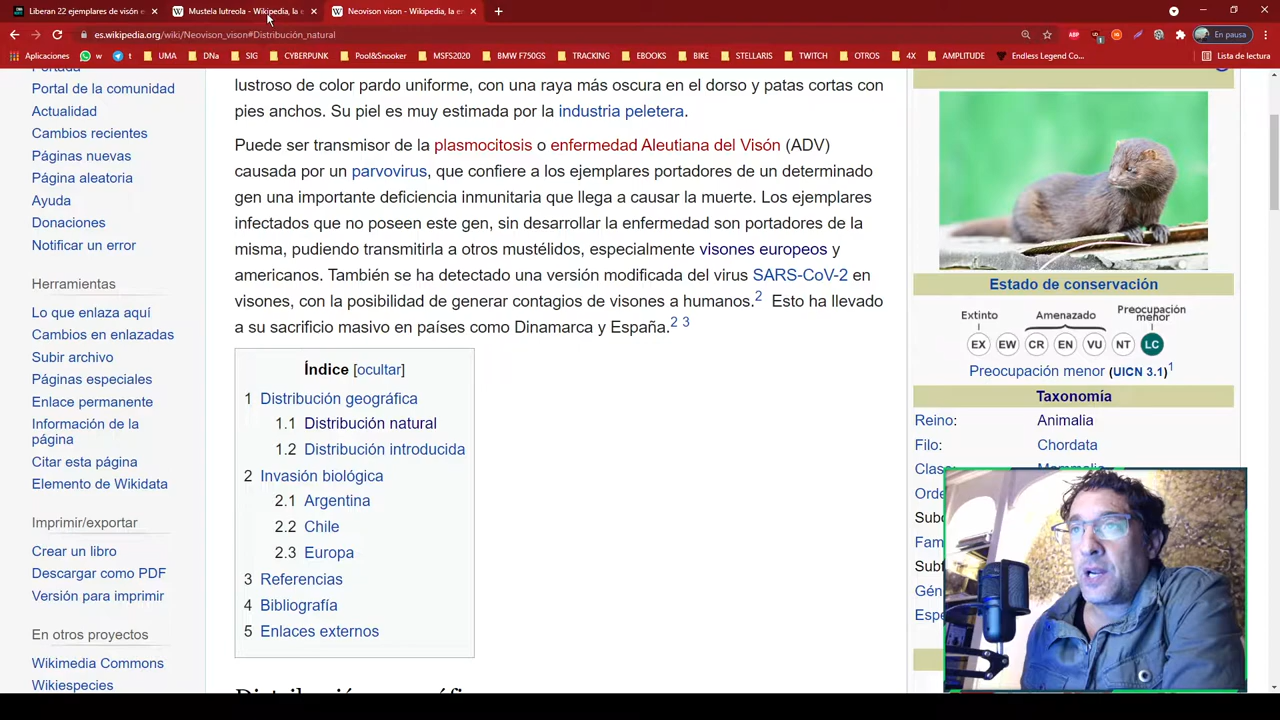 Liberan 22 ejemplares de visón e
Mustela lutreola - Wikipedia, la e
Neovison vison - Wikipedia, la en
es.wikipedia.org/wiki/Neovison_vison#Distribución_natural
En pausa
Aplicaciones
w
t
UMA
DNa
SIG
CYBERPUNK
Pool&Snooker
MSFS2020
BMW F750GS
TRACKING
EBOOKS
BIKE
STELLARIS
TWITCH
OTROS
4X
AMPLITUDE
Endless Legend Co...
Lista de lectura
Portal de la comunidad
Actualidad
Cambios recientes
Páginas nuevas
Página aleatoria
Ayuda
Donaciones
Notificar un error
Herramientas
Lo que enlaza aquí
Cambios en enlazadas
Subir archivo
Páginas especiales
Enlace permanente
Información de la
página
Citar esta página
Elemento de Wikidata
Imprimir/exportar
Crear un libro
Descargar como PDF
Versión para imprimir
En otros proyectos
Wikimedia Commons
Wikiespecies
lustroso de color pardo uniforme, con una raya más oscura en el dorso y patas cortas con
pies anchos. Su piel es muy estimada por la industria peletera.
Puede ser transmisor de la plasmocitosis o enfermedad Aleutiana del Visón (ADV)
causada por un parvovirus, que confiere a los ejemplares portadores de un determinado
gen una importante deficiencia inmunitaria que llega a causar la muerte. Los ejemplares
infectados que no poseen este gen, sin desarrollar la enfermedad son portadores de la
misma, pudiendo transmitirla a otros mustélidos, especialmente visones europeos y
americanos. También se ha detectado una versión modificada del virus SARS-CoV-2 en
visones, con la posibilidad de generar contagios de visones a humanos.2 Esto ha llevado
a su sacrificio masivo en países como Dinamarca y España.2 3
Índice [ocultar]
1 Distribución geográfica
1.1 Distribución natural
1.2 Distribución introducida
2 Invasión biológica
2.1 Argentina
2.2 Chile
2.3 Europa
3 Referencias
4 Bibliografía
5 Enlaces externos
Estado de conservación
Extinto
Amenazado
Preocupación
menor
EX EW CR EN VU NT LC
Preocupación menor (UICN 3.1)1
Taxonomía
Reino: Animalia
Filo: Chordata